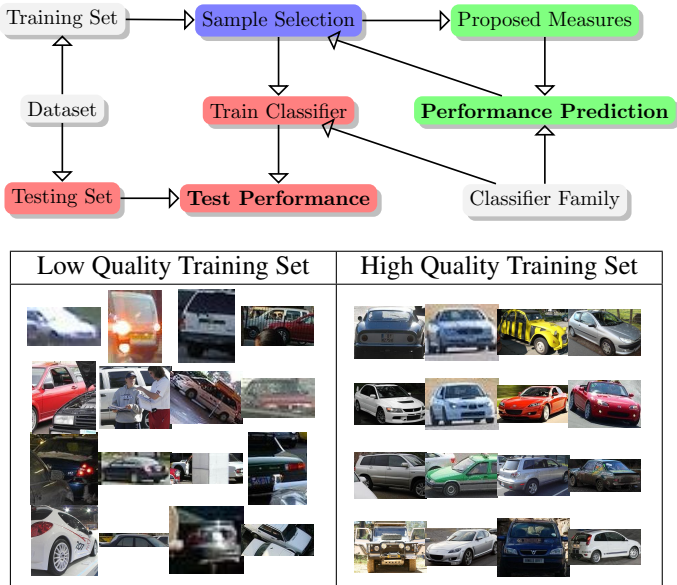 Training Set
Sample Selection
Proposed Measures
Dataset
Train Classifier
Performance Prediction
Testing Set
Test Performance
Classifier Family
Low Quality Training Set
High Quality Training Set